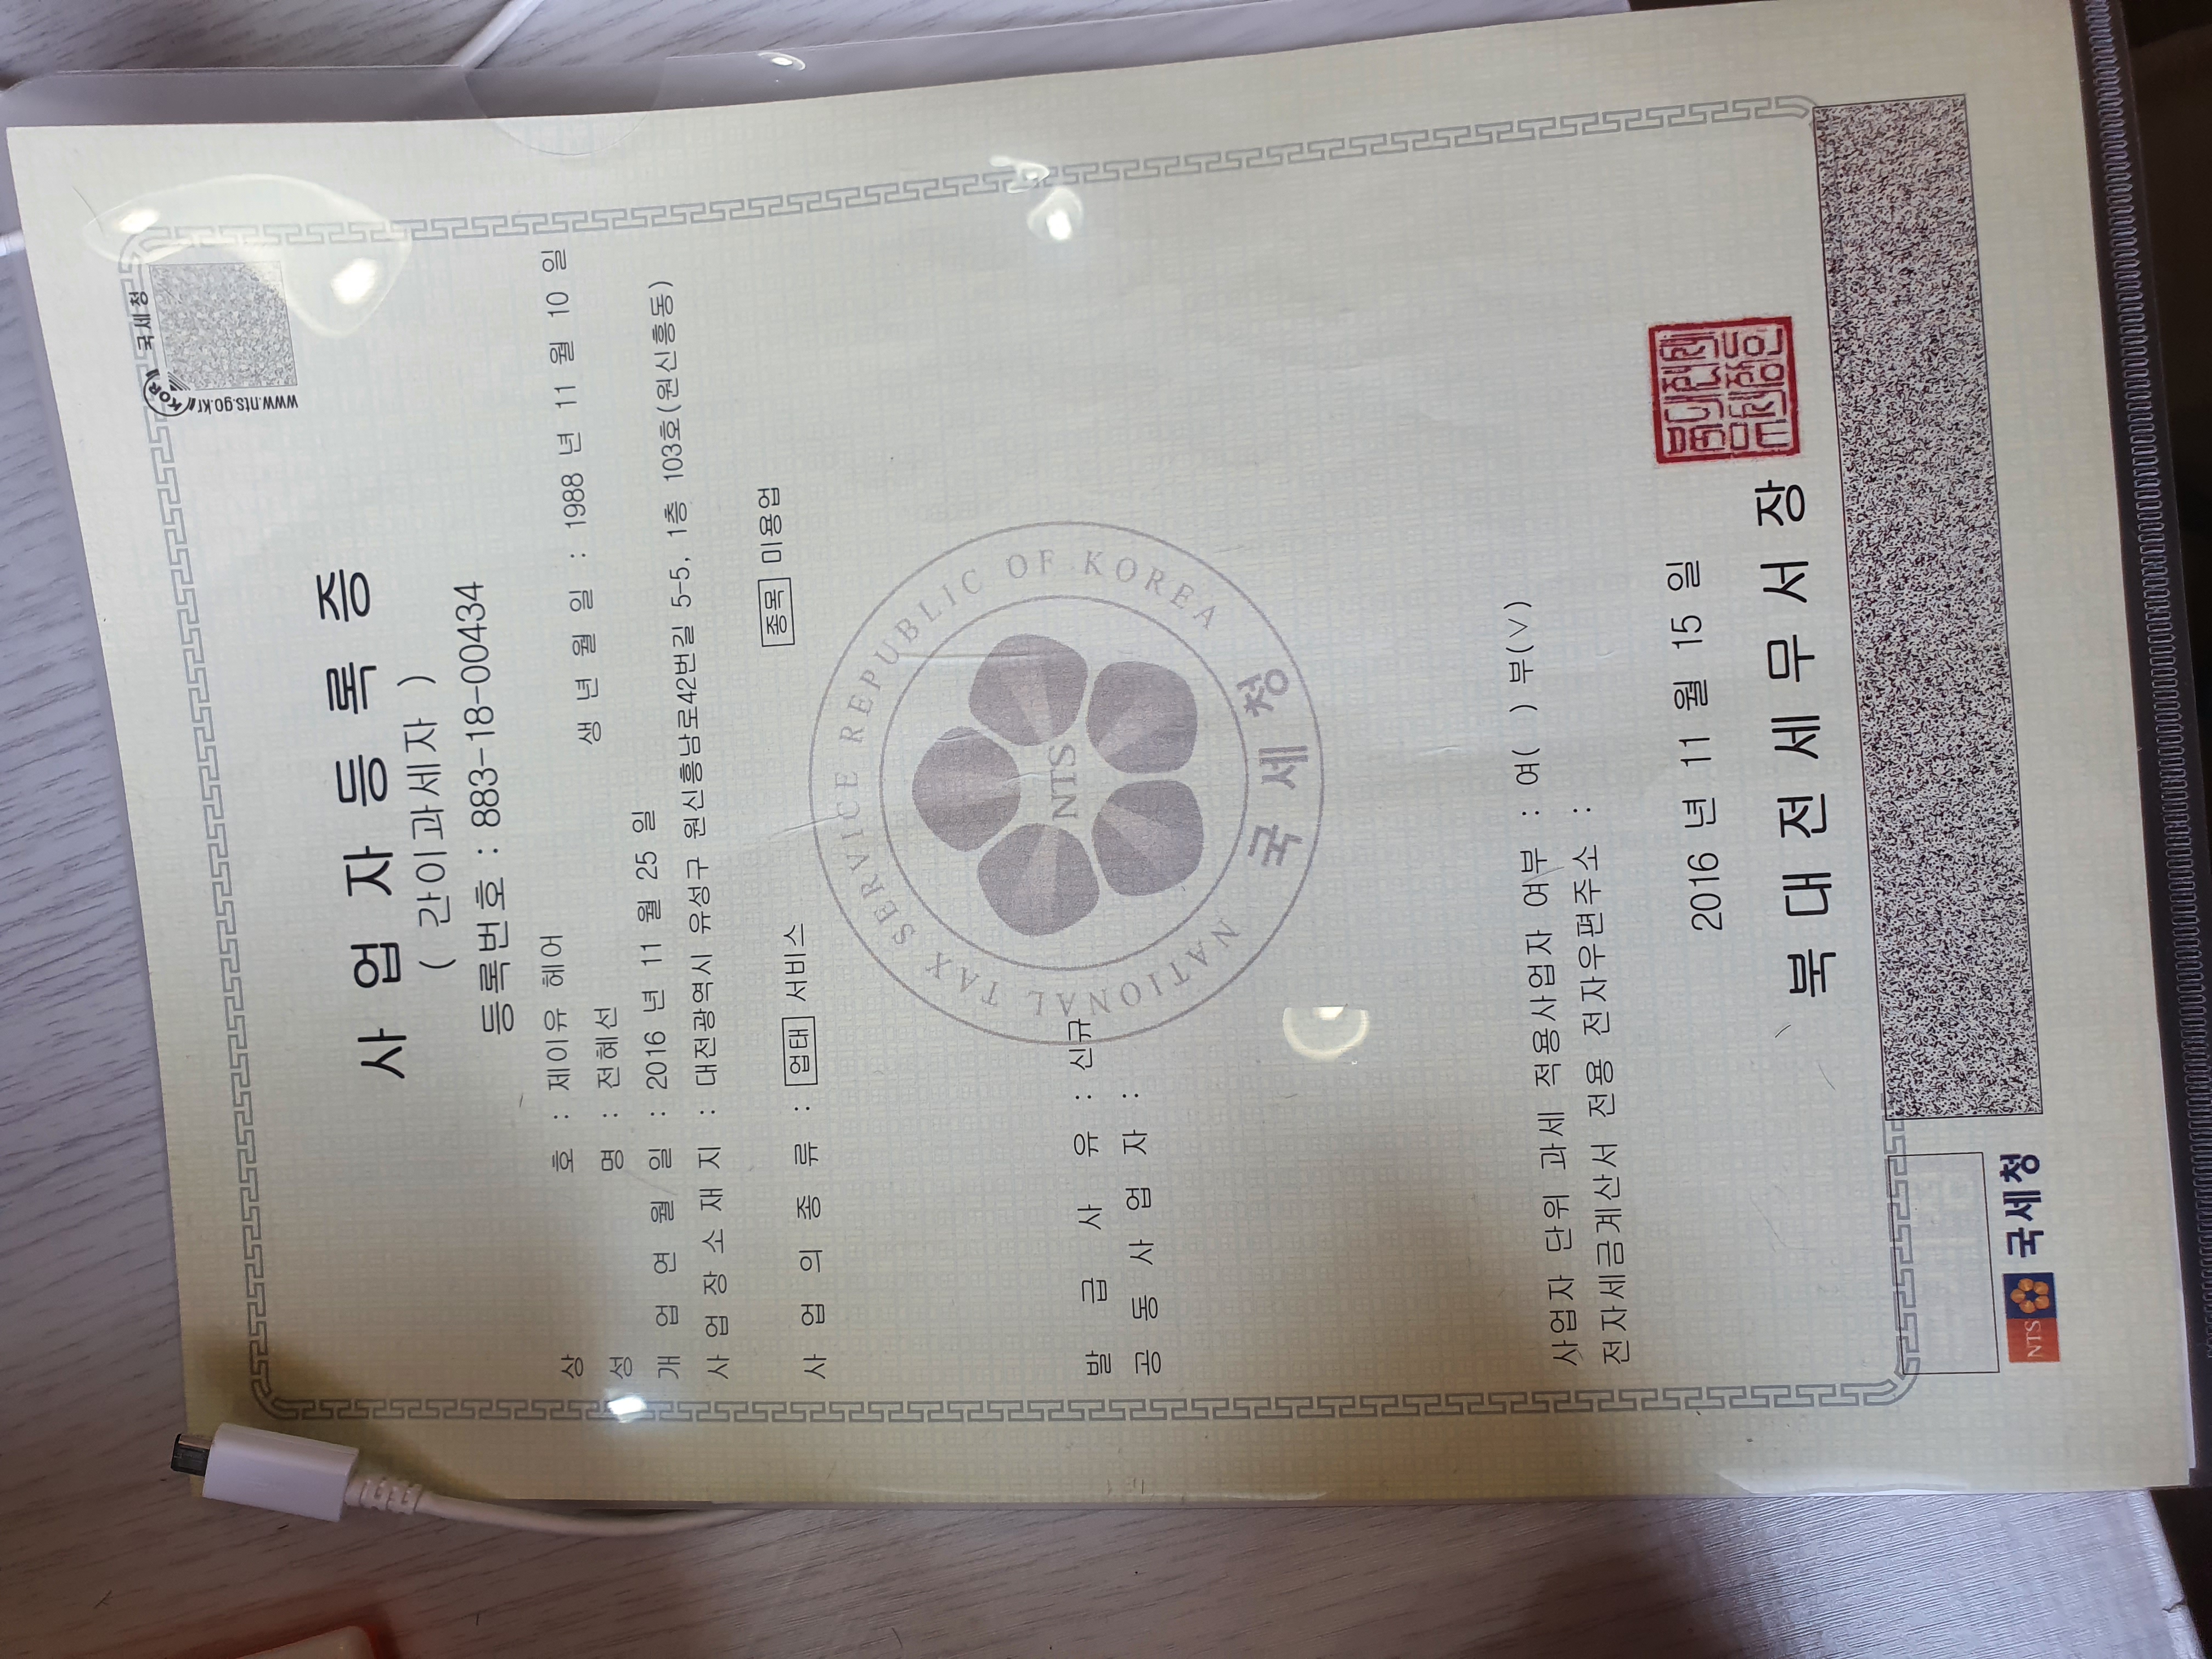 국세청
www.nts.go.kr
사업자등록증
( 간이과세자 )
등록번호 : 883-18-00434
상 호 : 제이유 헤어
성 명 : 전혜선 생 년 월 일 : 1988 년 11 월 10 일
개 업 연 월 일 : 2016 년 11 월 25 일
사 업 장 소 재 지 : 대전광역시 유성구 원신흥남로42번길 5-5, 1층 103호(원신흥동)
사 업 의 종 류 : 업태 서비스 종목 미용업
NATIONAL TAX SERVICE REPUBLIC OF KOREA
NTS
국세청
발 급 사 유 : 신규
공 동 사 업 자 :
사업자 단위 과세 적용사업자 여부 : 여( ) 부(∨)
전자세금계산서 전용 전자우편주소 :
2016 년 11 월 15 일
북대전세무서장
NTS 국세청